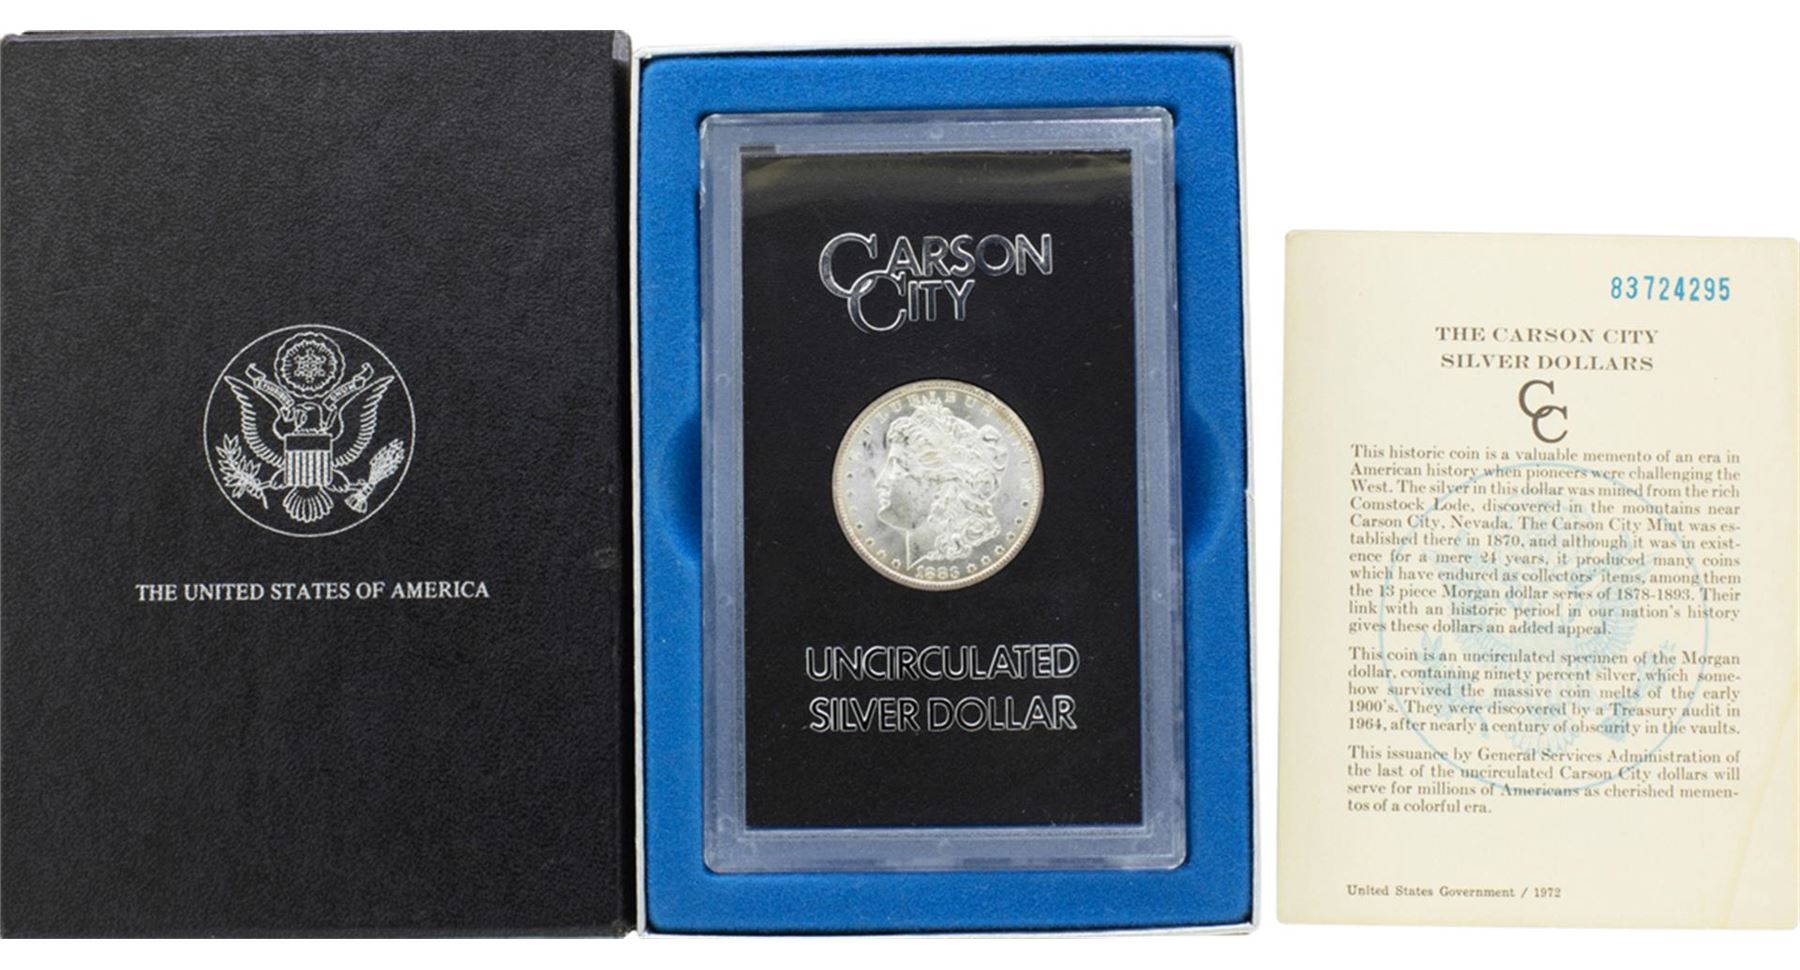 THE UNITED STATES OF AMERICA
CARSON
CITY
1883
UNCIRCULATED
SILVER DOLLAR
83724295
THE CARSON CITY
SILVER DOLLARS
CC
This historic coin is a valuable memento of an era in
American history when pioneers were challenging the
West. The silver in this dollar was mined from the rich
Comstock Lode, discovered in the mountains near
Carson City, Nevada. The Carson City Mint was es-
tablished there in 1870, and although it was in exist-
ence for a mere 24 years, it produced many coins
which have endured as collectors' items, among them
the 13 piece Morgan dollar series of 1878-1893. Their
link with an historic period in our nation's history
gives these dollars an added appeal.
This coin is an uncirculated specimen of the Morgan
dollar, containing ninety percent silver, which some-
how survived the massive coin melts of the early
1900's. They were discovered by a Treasury audit in
1964, after nearly a century of obscurity in the vaults.
This issuance by General Services Administration of
the last of the uncirculated Carson City dollars will
serve for millions of Americans as cherished memen-
tos of a colorful era.
United States Government / 1972